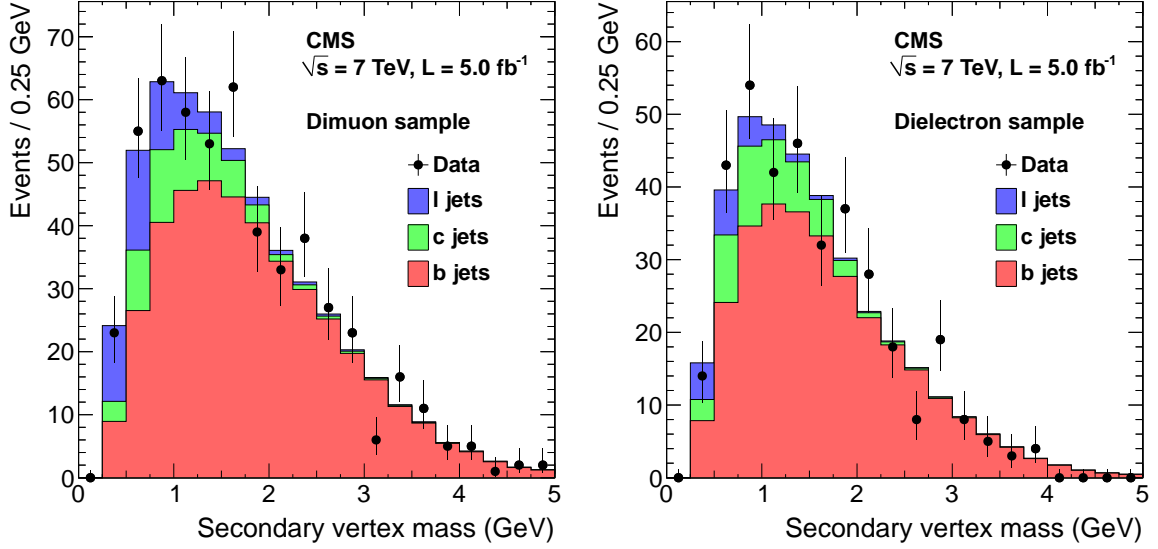 Events / 0.25 GeV
70
60
50
40
30
20
10
0
CMS
√s = 7 TeV, L = 5.0 fb-1
Dimuon sample
Data
l jets
c jets
b jets
0 1 2 3 4 5
Secondary vertex mass (GeV)
Events / 0.25 GeV
60
50
40
30
20
10
0
CMS
√s = 7 TeV, L = 5.0 fb-1
Dielectron sample
Data
l jets
c jets
b jets
0 1 2 3 4 5
Secondary vertex mass (GeV)